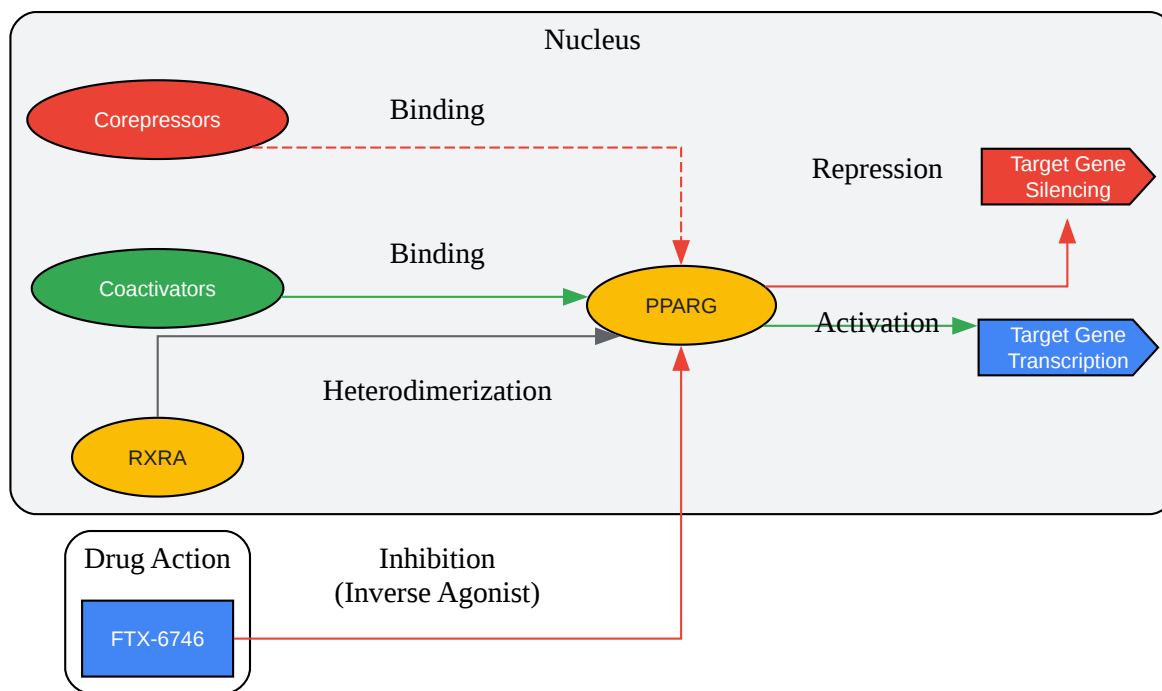 Nucleus
Corepressors
Binding
Repression
Target Gene
Silencing
Coactivators
Binding
PPARG
Activation
Target Gene
Transcription
Heterodimerization
RXRA
Drug Action
Inhibition
(Inverse Agonist)
FTX-6746